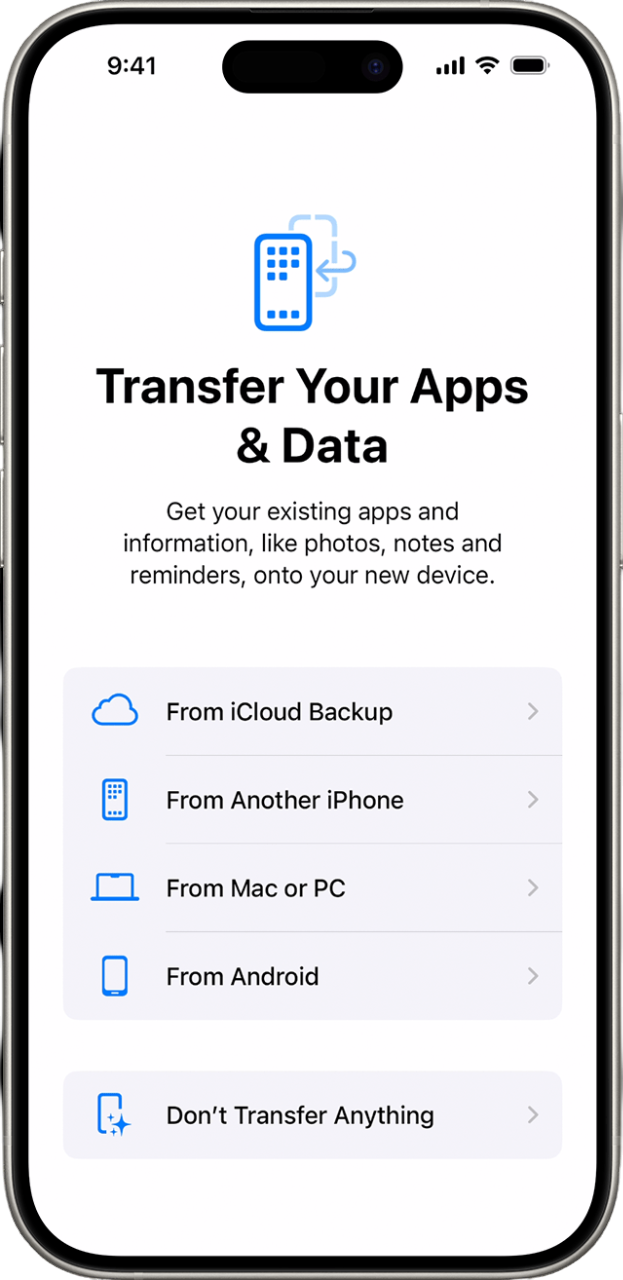 9:41
Transfer Your Apps
& Data
Get your existing apps and
information, like photos, notes and
reminders, onto your new device.
From iCloud Backup
From Another iPhone
From Mac or PC
From Android
Don’t Transfer Anything